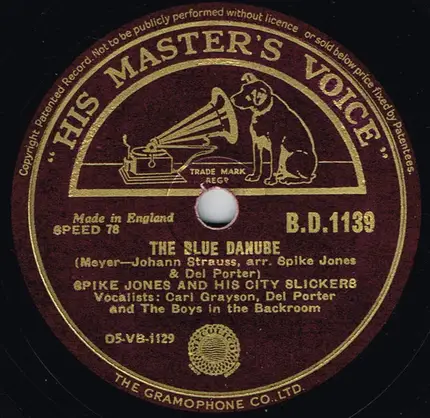 Copyright. Patented Record. Not to be publicly performed without licence or sold below price fixed by Patentees.
"HIS MASTER'S VOICE"
TRADE MARK
REGD
Made in England
SPEED 78
B.D.1139
THE BLUE DANUBE
(Meyer—Johann Strauss, arr. Spike Jones
& Del Porter)
SPIKE JONES AND HIS CITY SLICKERS
Vocalists: Carl Grayson, Del Porter
and The Boys in the Backroom
D5-VB-1129
THE GRAMOPHONE CO., LTD.